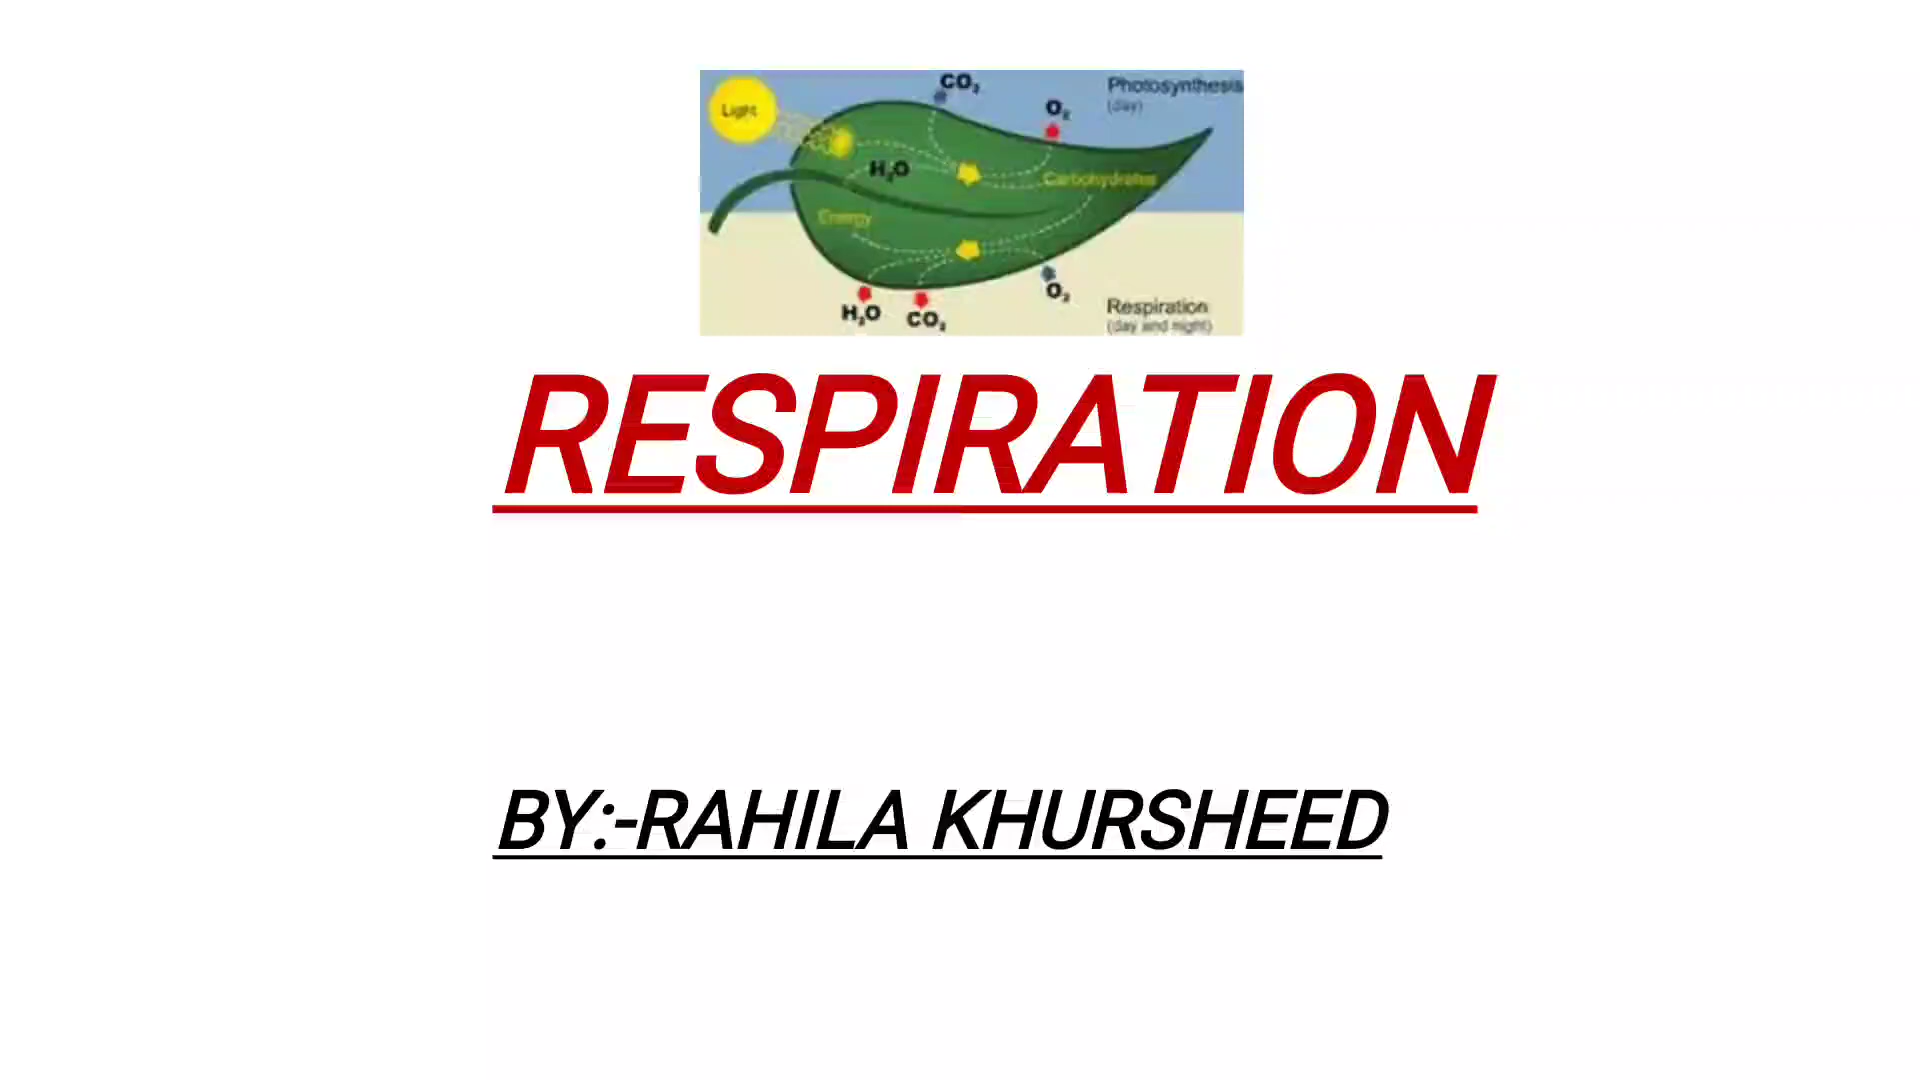 CO₂
Photosynthesis
(day)
Light
O₂
H₂O
Carbohydrates
Energy
O₂
H₂O
CO₂
Respiration
(day and night)
RESPIRATION
BY:-RAHILA KHURSHEED